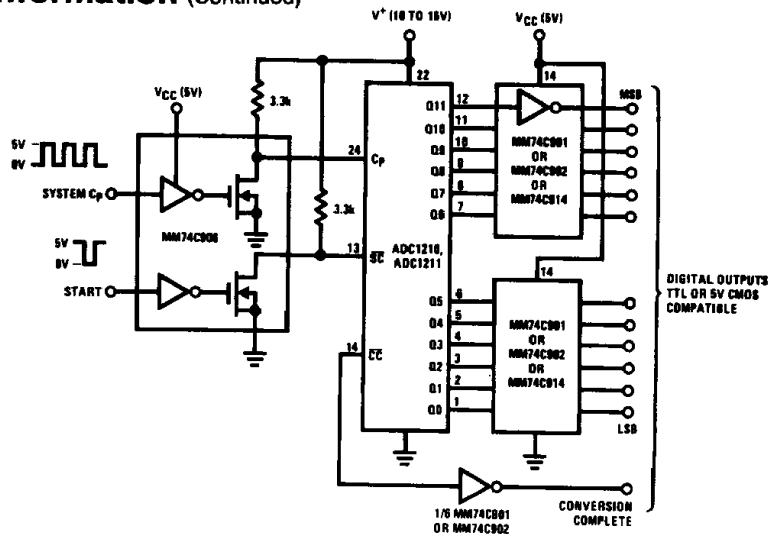 Information (Continued)
V+ (10 TO 15V)
VCC (5V)
VCC (5V)
22
14
3.3k
Q11 12
MSB
Q10 11
5V
0V
24 CP
Q9 10
MM74C901
OR
MM74C902
OR
MM74C914
Q8 9
SYSTEM CP
Q7 8
3.3k
Q6 7
MM74C906
ADC1210,
ADC1211
5V
0V
13 SC
14
DIGITAL OUTPUTS
TTL OR 5V CMOS
COMPATIBLE
START
Q5 6
Q4 5
MM74C901
OR
MM74C902
OR
MM74C914
14 CC
Q3 4
Q2 3
Q1 2
Q0 1
LSB
1/6 MM74C901
OR MM74C902
CONVERSION
COMPLETE